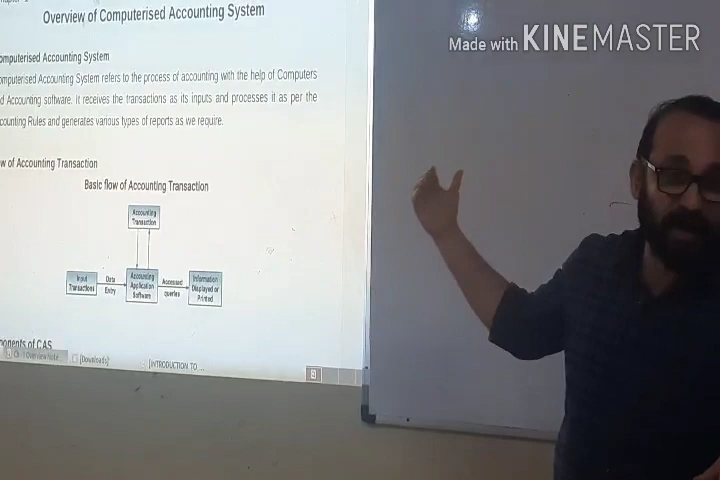 Overview of Computerised Accounting System
Made with KINEMASTER
omputerised Accounting System
omputerised Accounting System refers to the process of accounting with the help of Computers
d Accounting software. It receives the transactions as its inputs and processes it as per the
counting Rules and generates various types of reports as we require.
w of Accounting Transaction
Basic flow of Accounting Transaction
Accounting
Transaction
Input
Transactions
Data
Entry
Accounting
Application
Software
Accessed
queries
Information
Displayed or
Printed
onents of CAS
Overview Note
[Downloads]
[INTRODUCTION TO ...